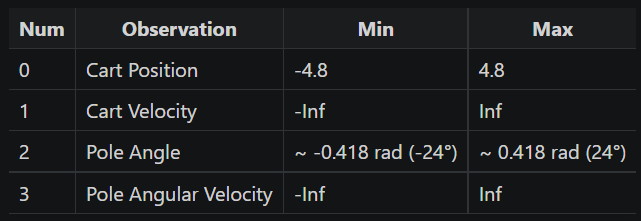 Num Observation Min Max
0 Cart Position -4.8 4.8
1 Cart Velocity -Inf Inf
2 Pole Angle ~ -0.418 rad (-24°) ~ 0.418 rad (24°)
3 Pole Angular Velocity -Inf Inf